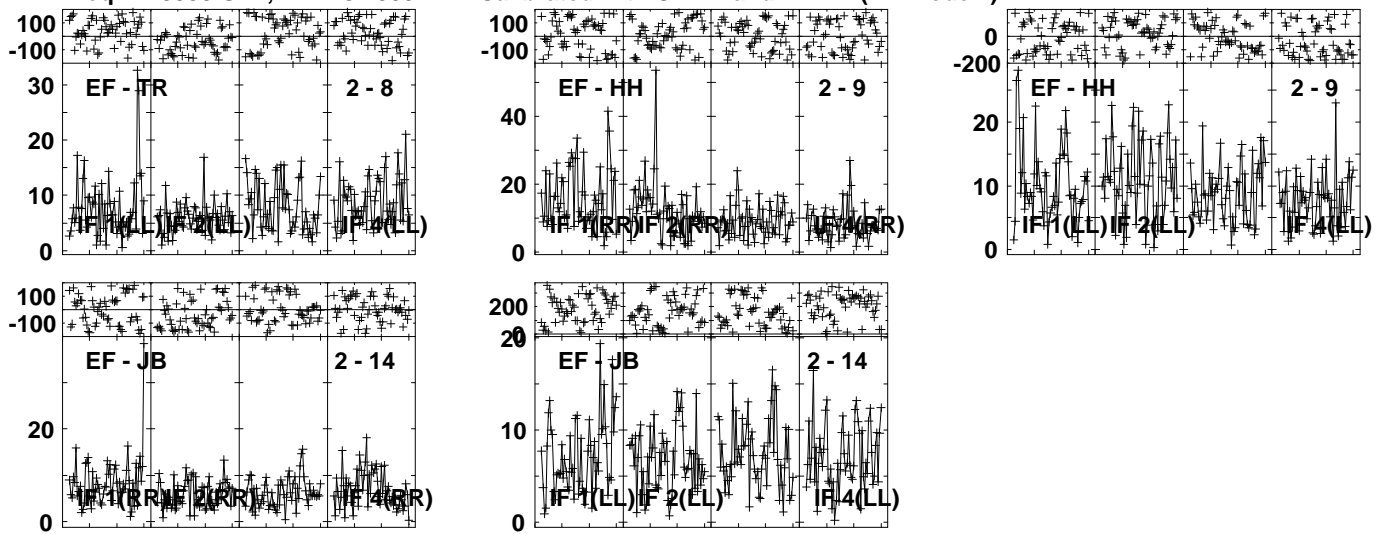 100 100 0
-100 -100 -200
30 EF - TR 2 - 8 40 EF - HH 2 - 9 20 EF - HH 2 - 9
20 20 10
10 0 0
0
IF 1(LL) IF 2(LL) IF 4(LL) IF 1(RR) IF 2(RR) IF 4(RR) IF 1(LL) IF 2(LL) IF 4(LL)
100 200
-100 0
20
EF - JB 2 - 14 EF - JB 2 - 14
20 10
IF 1(RR) IF 2(RR) IF 4(RR) IF 1(LL) IF 2(LL) IF 4(LL)
0 0